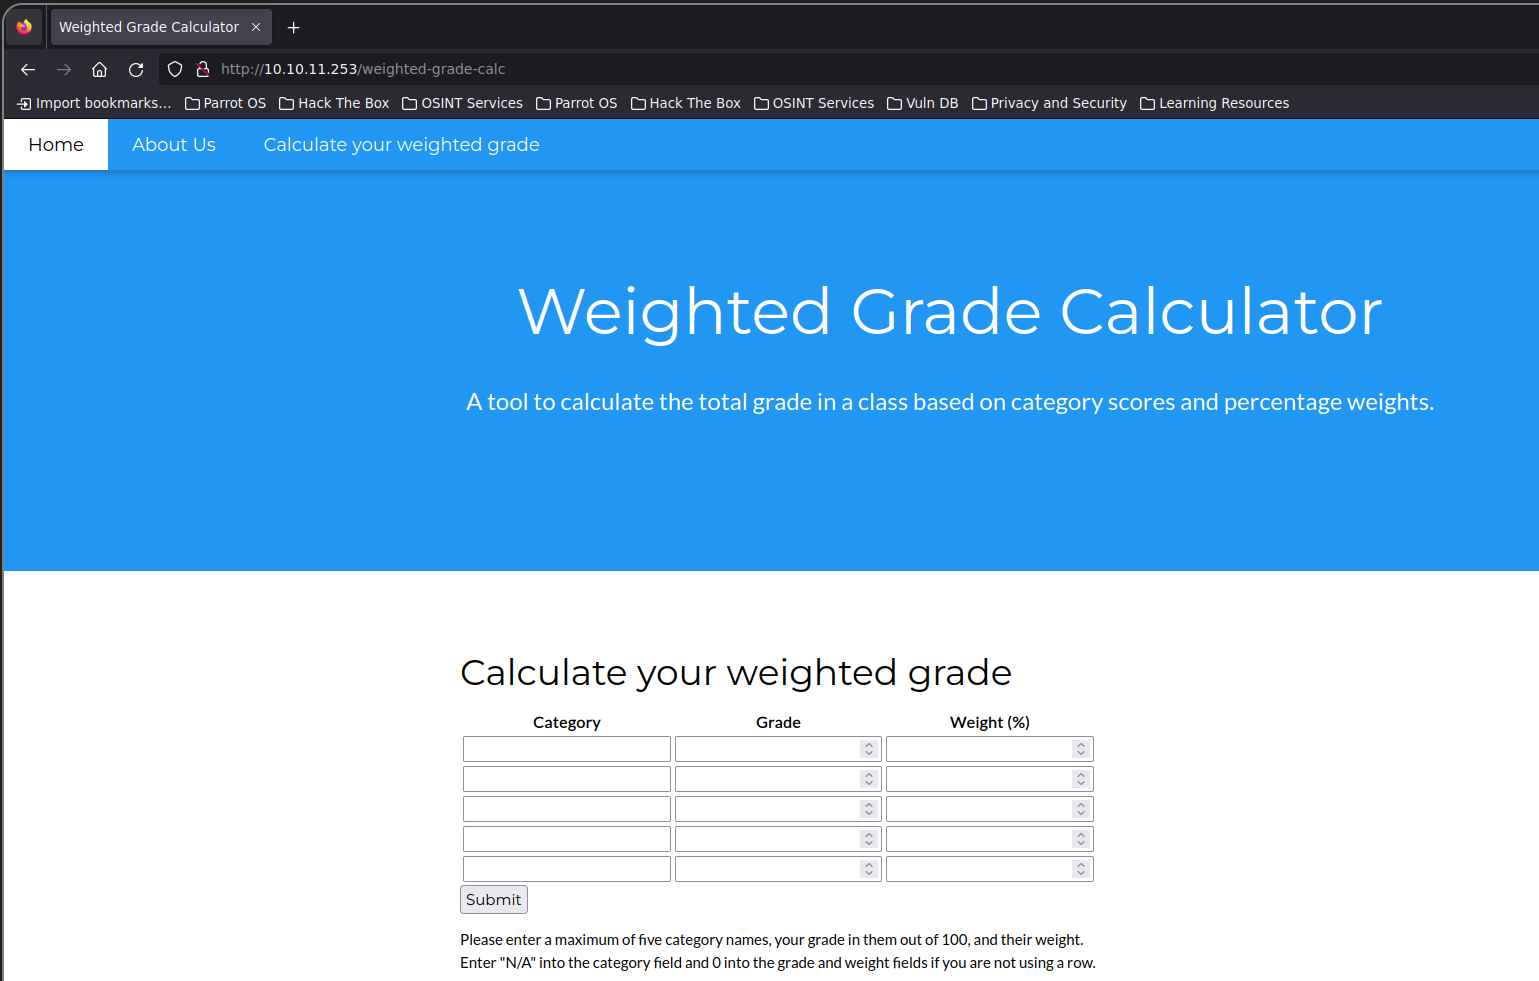 Weighted Grade Calculator
http://10.10.11.253/weighted-grade-calc
Import bookmarks... Parrot OS Hack The Box OSINT Services Parrot OS Hack The Box OSINT Services Vuln DB Privacy and Security Learning Resources
Home About Us Calculate your weighted grade
Weighted Grade Calculator
A tool to calculate the total grade in a class based on category scores and percentage weights.
Calculate your weighted grade
Category Grade Weight (%)
Submit
Please enter a maximum of five category names, your grade in them out of 100, and their weight.
Enter "N/A" into the category field and 0 into the grade and weight fields if you are not using a row.